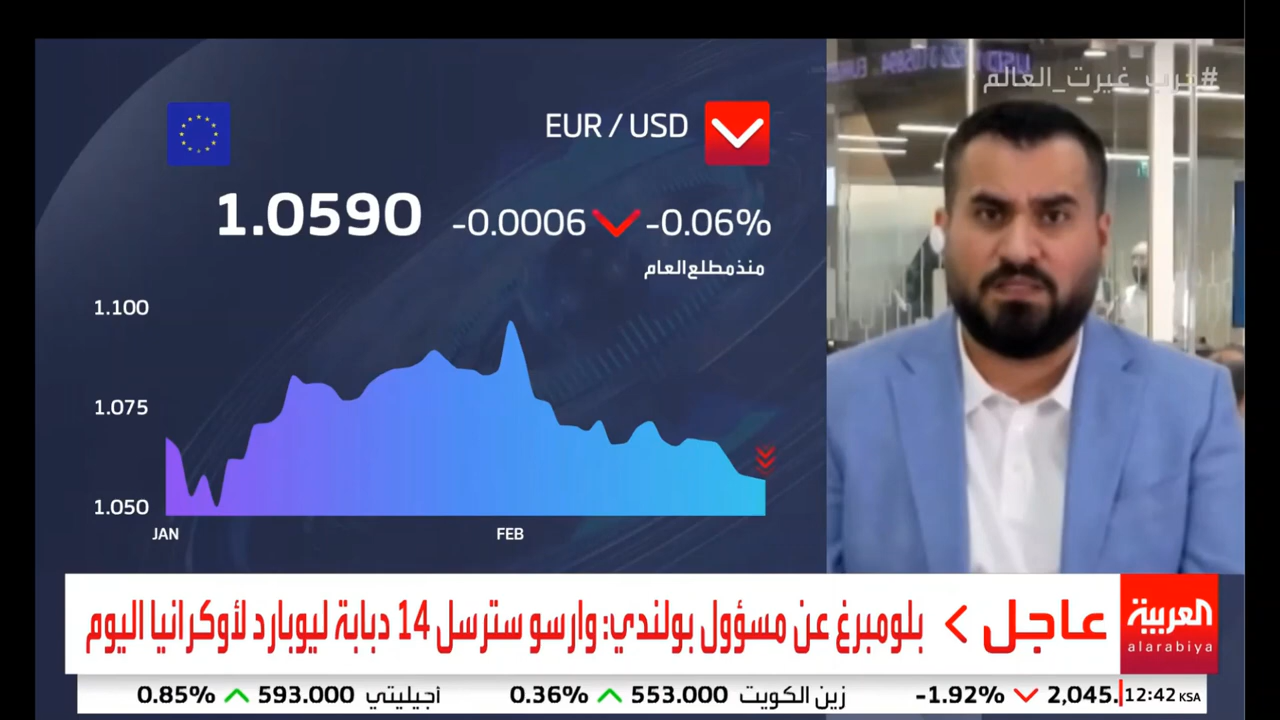 #حرب_غيرت_العالم
EUR / USD
1.0590 -0.0006 -0.06%
منذ مطلع العام
1.100
1.075
1.050
JAN FEB
عاجل > بلومبرغ عن مسؤول بولندي: وارسو سترسل 14 دبابة ليوبارد لأوكرانيا اليوم
العربية
alarabiya
12:42 KSA
2,045. -1.92% زين الكويت 553.000 0.36% أجيليتي 593.000 0.85%